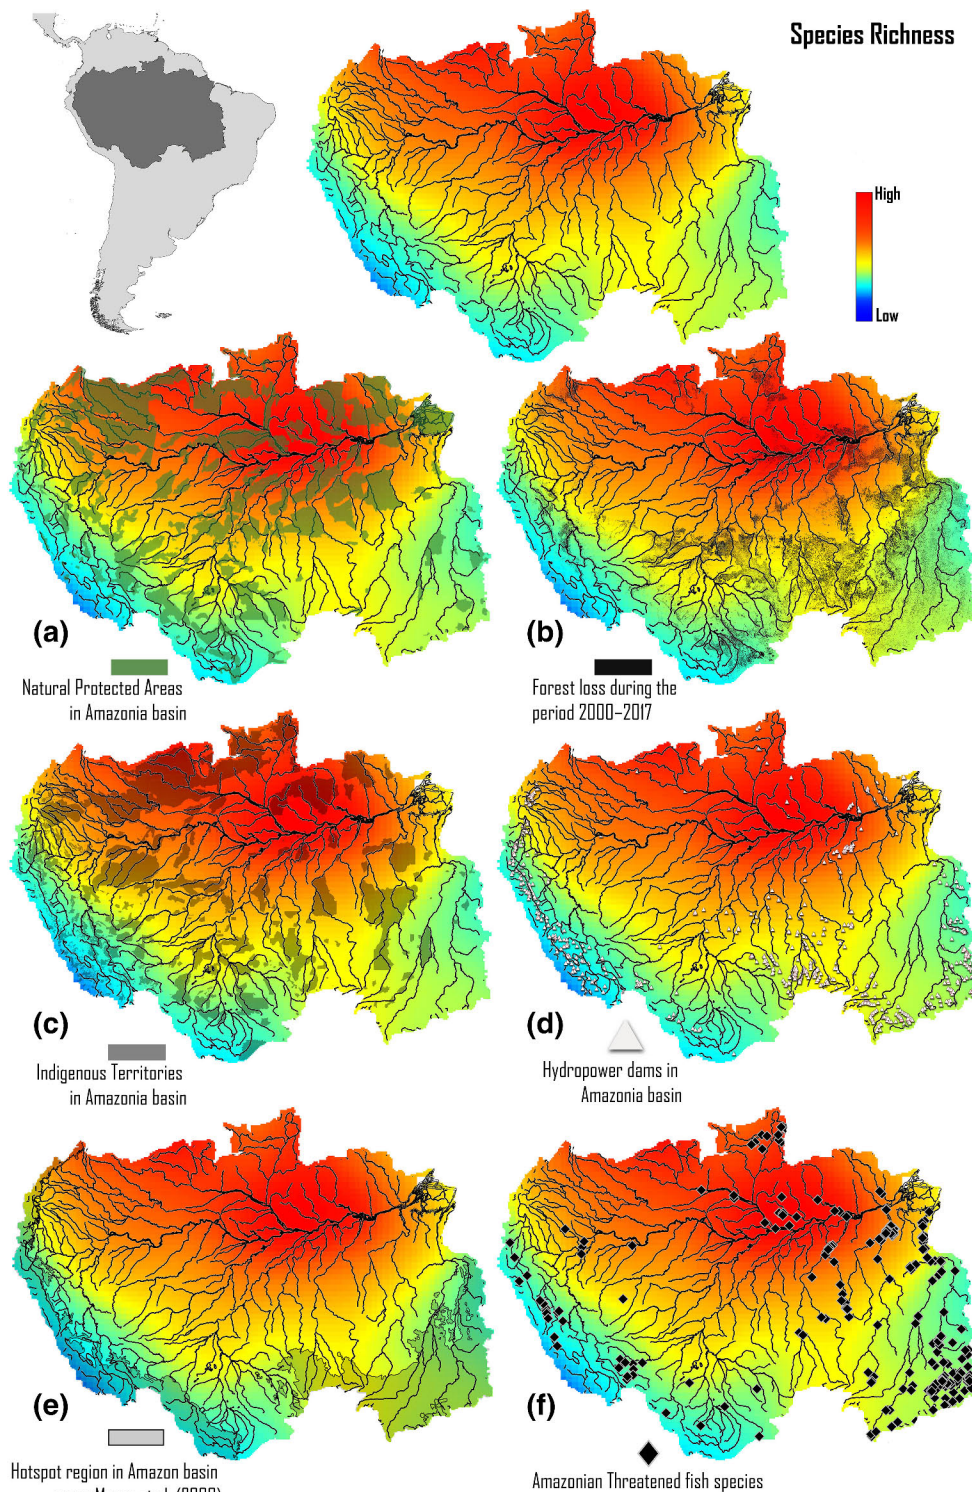 Species Richness
High
Low
(a)
Natural Protected Areas
in Amazonia basin
(b)
Forest loss during the
period 2000–2017
(c)
Indigenous Territories
in Amazonia basin
(d)
Hydropower dams in
Amazonia basin
(e)
Hotspot region in Amazon basin
(f)
Amazonian Threatened fish species